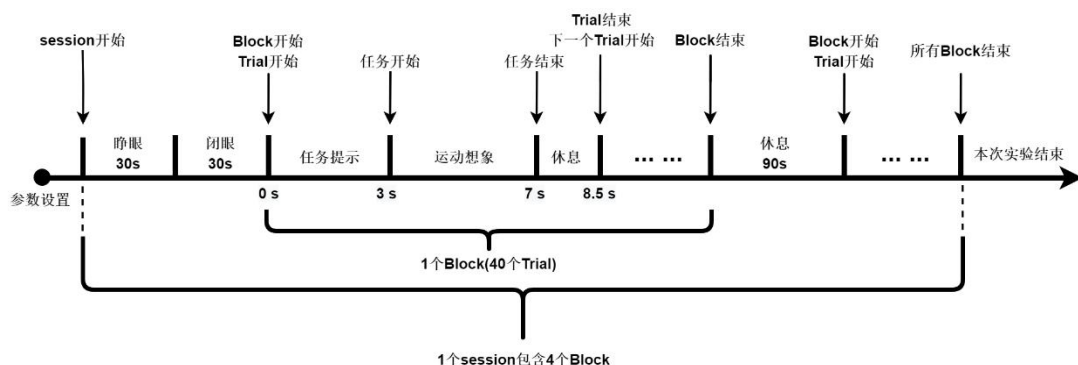 session开始
Block开始
Trial开始
任务开始
任务结束
Trial结束
下一个Trial开始
Block结束
Block开始
Trial开始
所有Block结束
睁眼
30s
闭眼
30s
任务提示
运动想象
休息
... ...
休息
90s
... ...
本次实验结束
参数设置
0 s
3 s
7 s
8.5 s
1个Block(40个Trial)
1个session包含4个Block